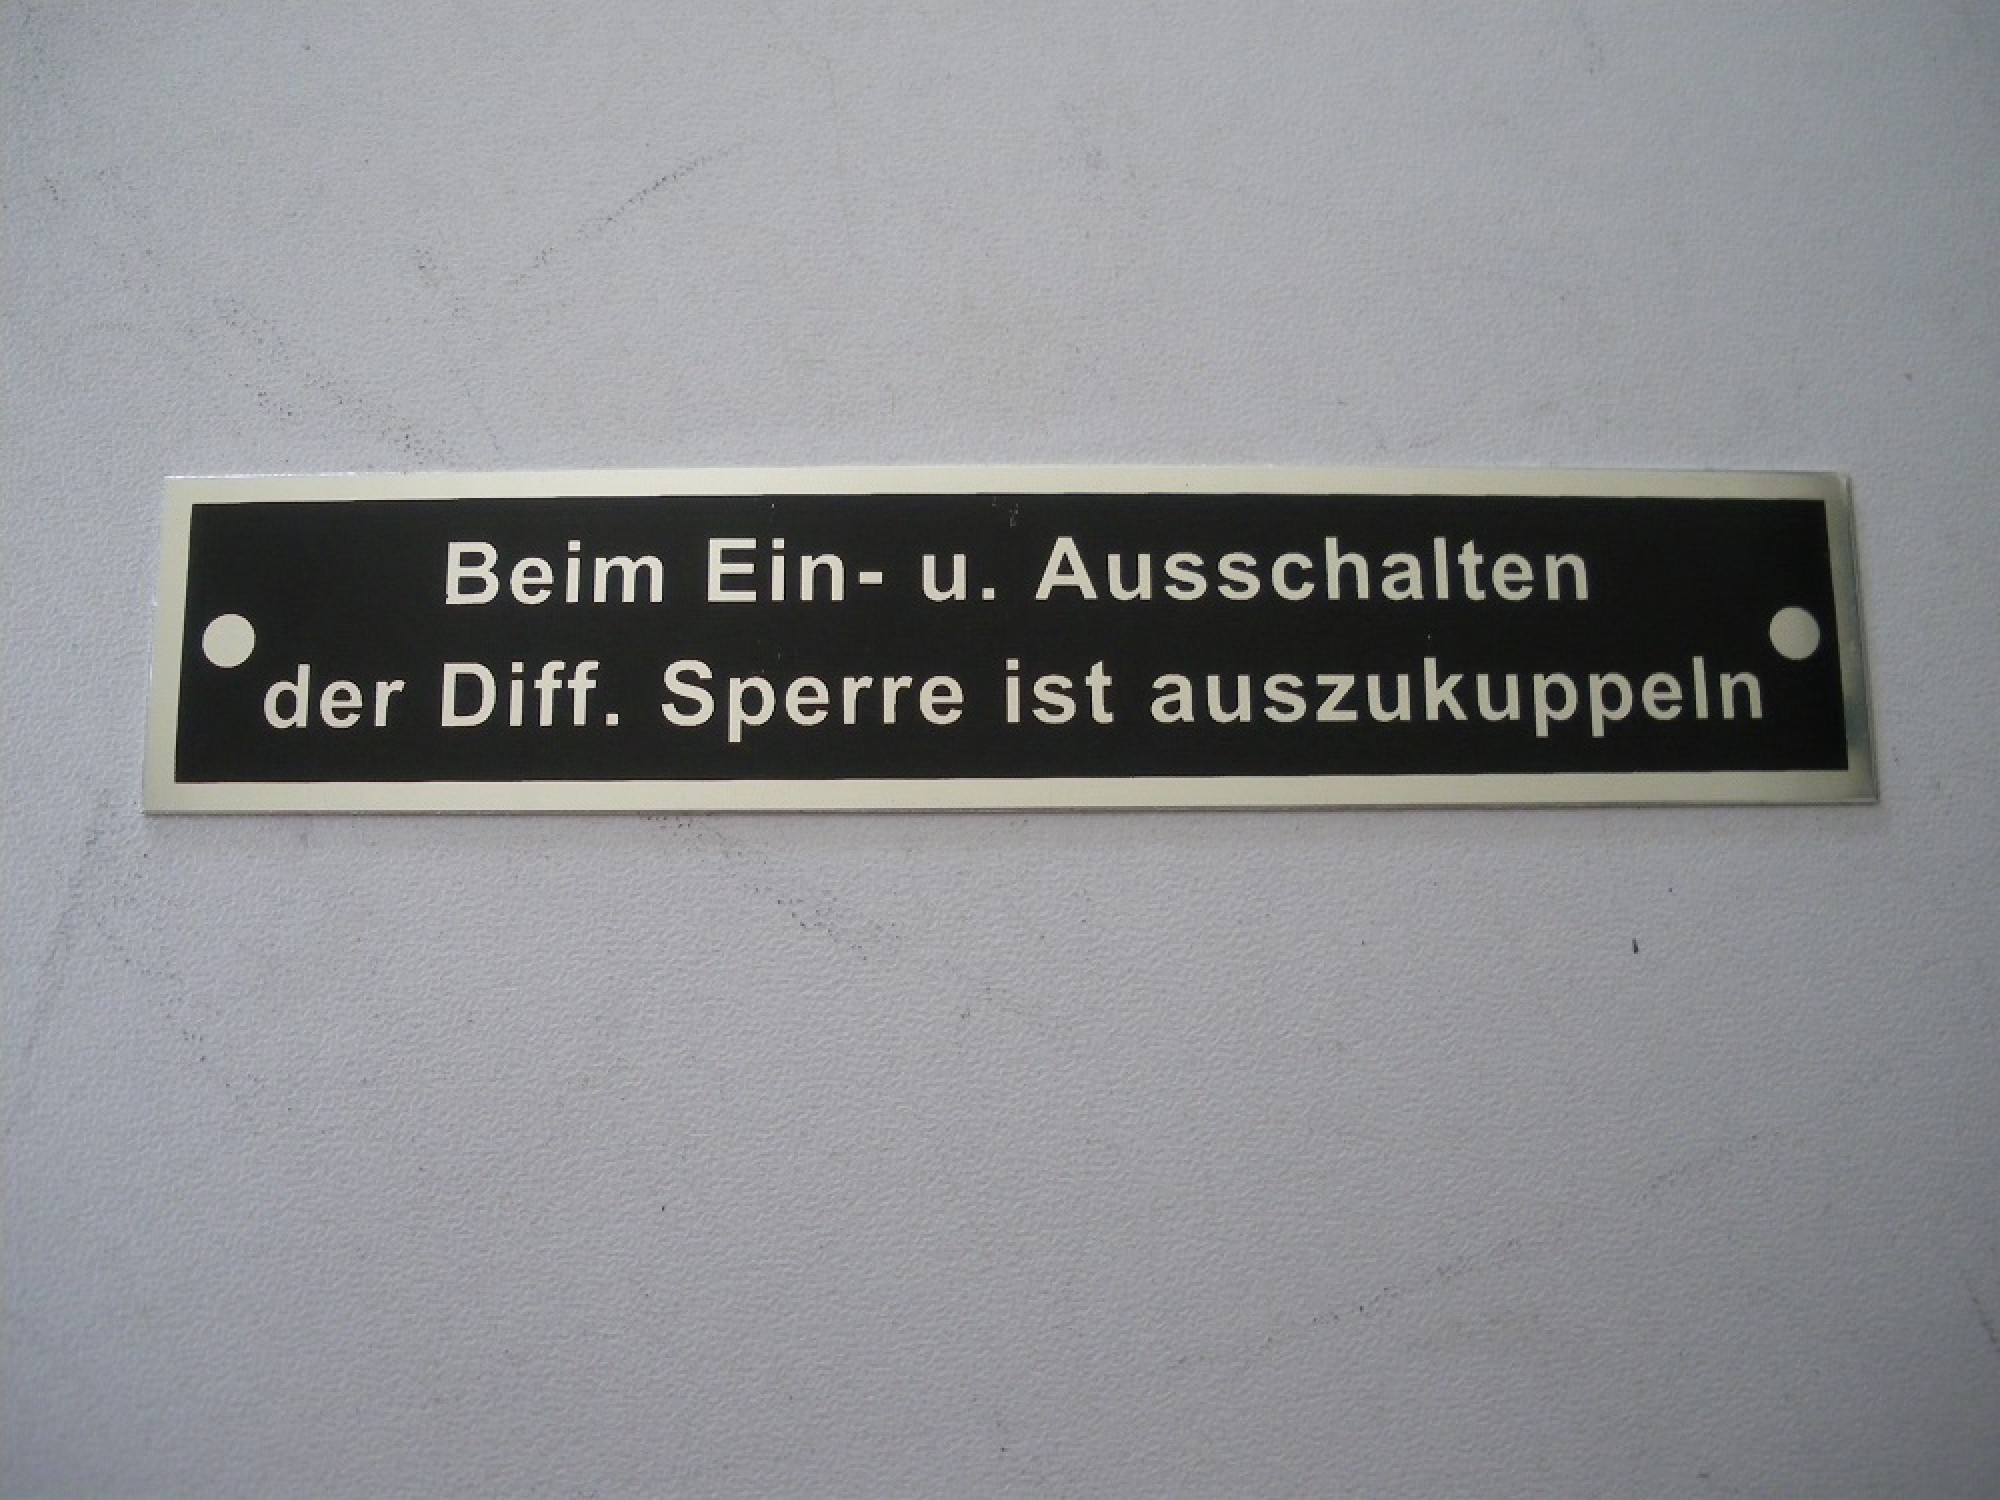 Beim Ein- u. Ausschalten
der Diff. Sperre ist auszukuppeln